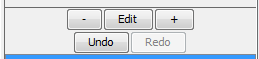 - Edit +
Undo Redo